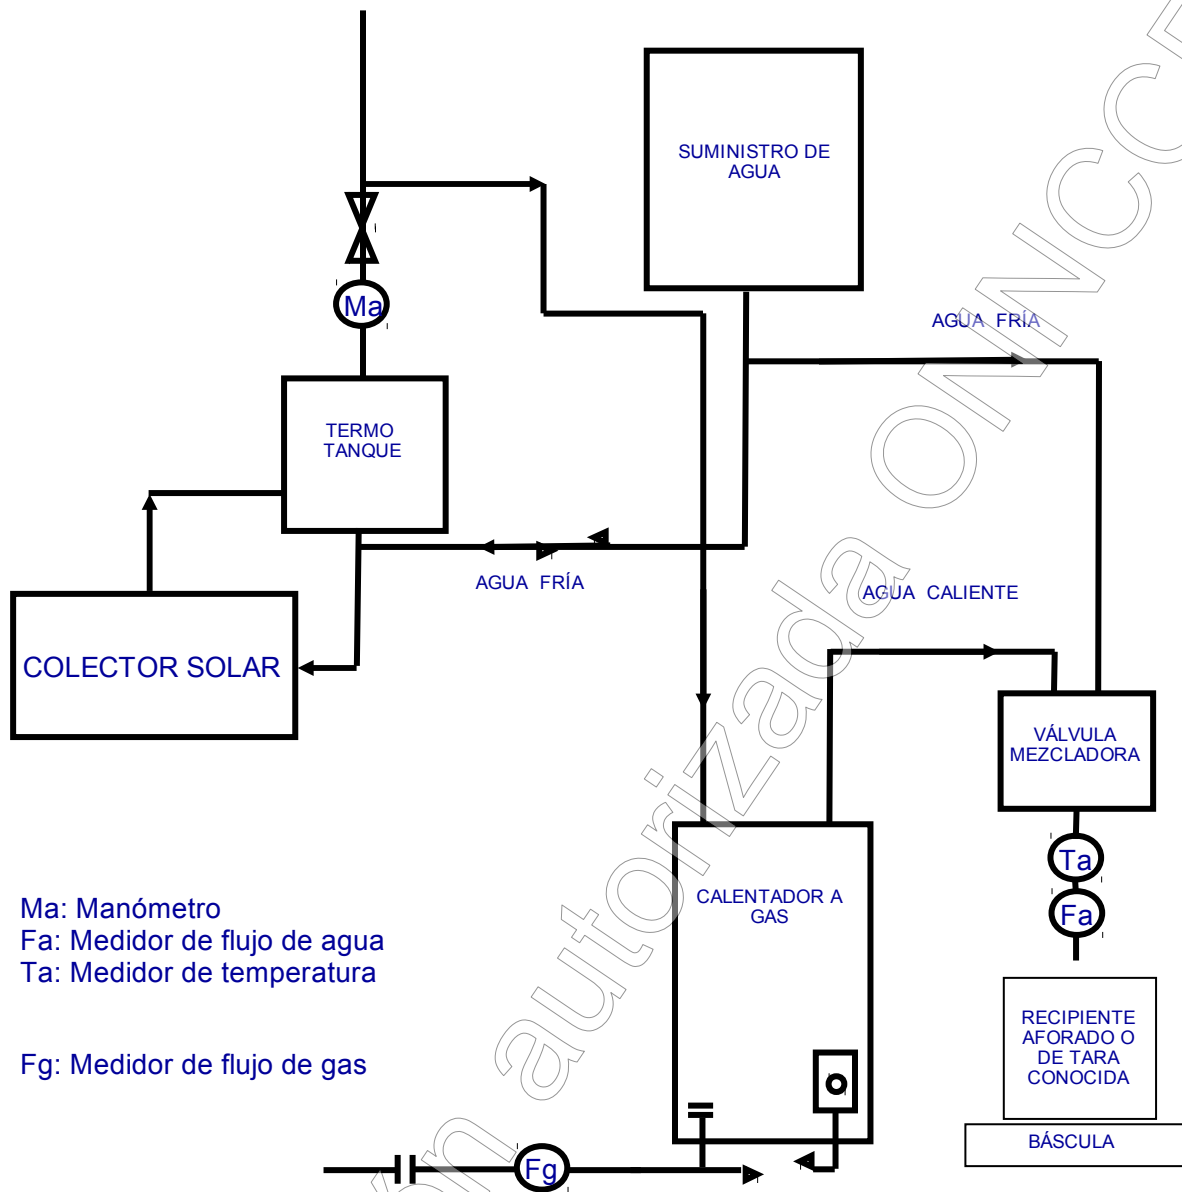 SUMINISTRO DE
AGUA
Ma
AGUA FRÍA
TERMO
TANQUE
AGUA FRÍA
AGUA CALIENTE
COLECTOR SOLAR
VÁLVULA
MEZCLADORA
Ta
CALENTADOR A
GAS
Fa
Ma: Manómetro
Fa: Medidor de flujo de agua
Ta: Medidor de temperatura
RECIPIENTE
AFORADO O
DE TARA
CONOCIDA
Fg: Medidor de flujo de gas
BÁSCULA
Fg
autorizada ONNCCE